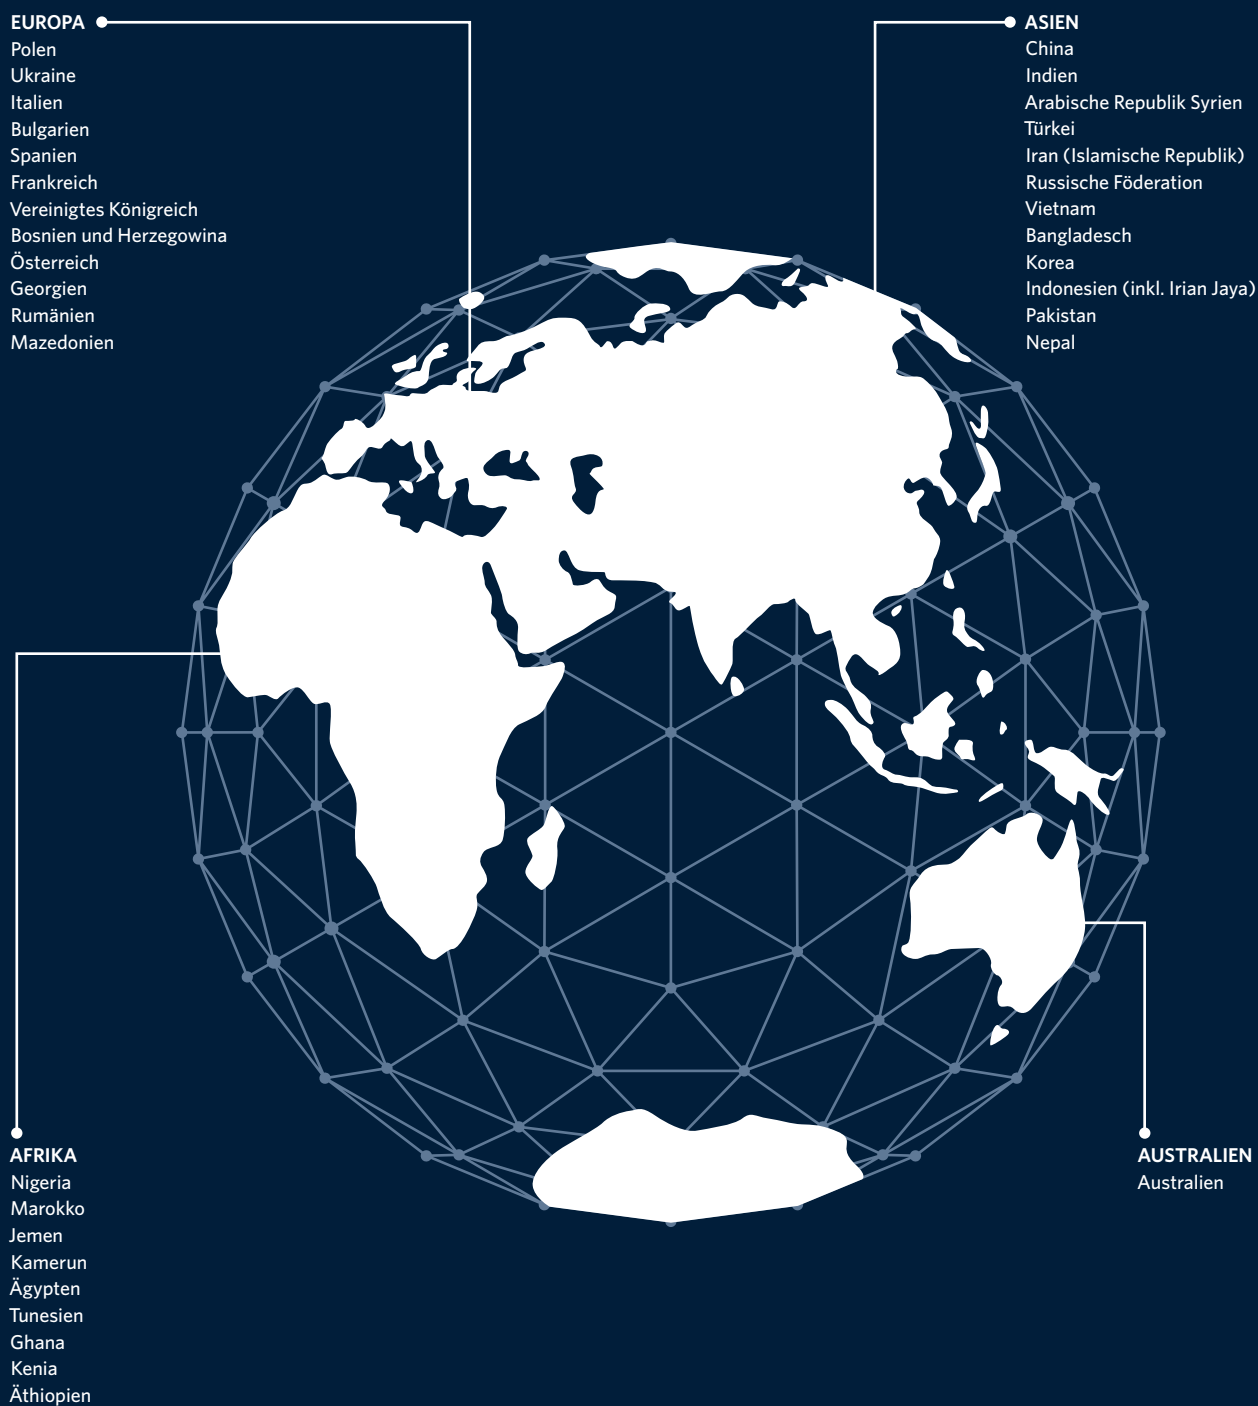 EUROPA
Polen
Ukraine
Italien
Bulgarien
Spanien
Frankreich
Vereinigtes Königreich
Bosnien und Herzegowina
Österreich
Georgien
Rumänien
Mazedonien
ASIEN
China
Indien
Arabische Republik Syrien
Türkei
Iran (Islamische Republik)
Russische Föderation
Vietnam
Bangladesch
Korea
Indonesien (inkl. Irian Jaya)
Pakistan
Nepal
AFRIKA
Nigeria
Marokko
Jemen
Kamerun
Ägypten
Tunesien
Ghana
Kenia
Äthiopien
AUSTRALIEN
Australien